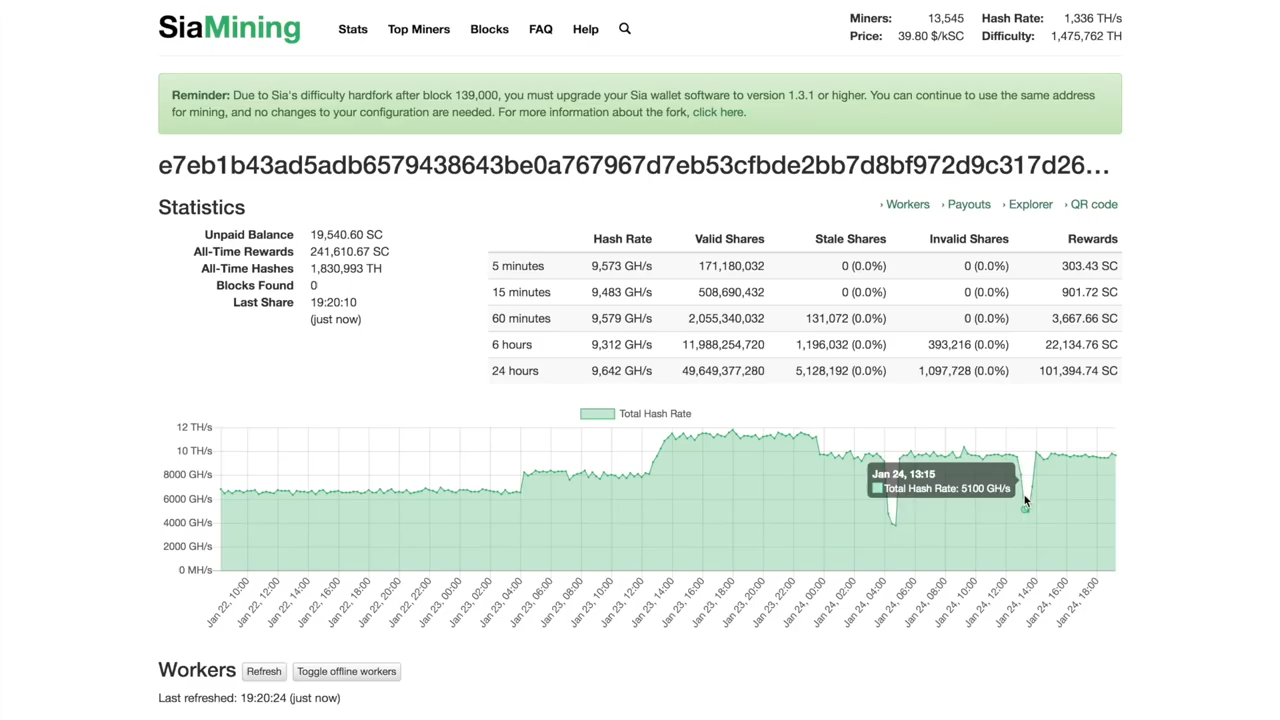 SiaMining
Stats Top Miners Blocks FAQ Help
Miners: 13,545 Hash Rate: 1,336 TH/s
Price: 39.80 $/kSC Difficulty: 1,475,762 TH
Reminder: Due to Sia's difficulty hardfork after block 139,000, you must upgrade your Sia wallet software to version 1.3.1 or higher. You can continue to use the same address
for mining, and no changes to your configuration are needed. For more information about the fork, click here.
e7eb1b43ad5adb6579438643be0a767967d7eb53cfbde2bb7d8bf972d9c317d26...
Statistics
› Workers › Payouts › Explorer › QR code
Unpaid Balance 19,540.60 SC
All-Time Rewards 241,610.67 SC
All-Time Hashes 1,830,993 TH
Blocks Found 0
Last Share 19:20:10
(just now)
Hash Rate Valid Shares Stale Shares Invalid Shares Rewards
5 minutes 9,573 GH/s 171,180,032 0 (0.0%) 0 (0.0%) 303.43 SC
15 minutes 9,483 GH/s 508,690,432 0 (0.0%) 0 (0.0%) 901.72 SC
60 minutes 9,579 GH/s 2,055,340,032 131,072 (0.0%) 0 (0.0%) 3,667.66 SC
6 hours 9,312 GH/s 11,988,254,720 1,196,032 (0.0%) 393,216 (0.0%) 22,134.76 SC
24 hours 9,642 GH/s 49,649,377,280 5,128,192 (0.0%) 1,097,728 (0.0%) 101,394.74 SC
Total Hash Rate
12 TH/s
10 TH/s
8000 GH/s
6000 GH/s
4000 GH/s
2000 GH/s
0 MH/s
Jan 24, 13:15
Total Hash Rate: 5100 GH/s
Jan 22, 10:00
Jan 22, 12:00
Jan 22, 14:00
Jan 22, 16:00
Jan 22, 18:00
Jan 22, 20:00
Jan 22, 22:00
Jan 23, 00:00
Jan 23, 02:00
Jan 23, 04:00
Jan 23, 06:00
Jan 23, 08:00
Jan 23, 10:00
Jan 23, 12:00
Jan 23, 14:00
Jan 23, 16:00
Jan 23, 18:00
Jan 23, 20:00
Jan 23, 22:00
Jan 24, 00:00
Jan 24, 02:00
Jan 24, 04:00
Jan 24, 06:00
Jan 24, 08:00
Jan 24, 10:00
Jan 24, 12:00
Jan 24, 14:00
Jan 24, 16:00
Jan 24, 18:00
Workers Refresh Toggle offline workers
Last refreshed: 19:20:24 (just now)